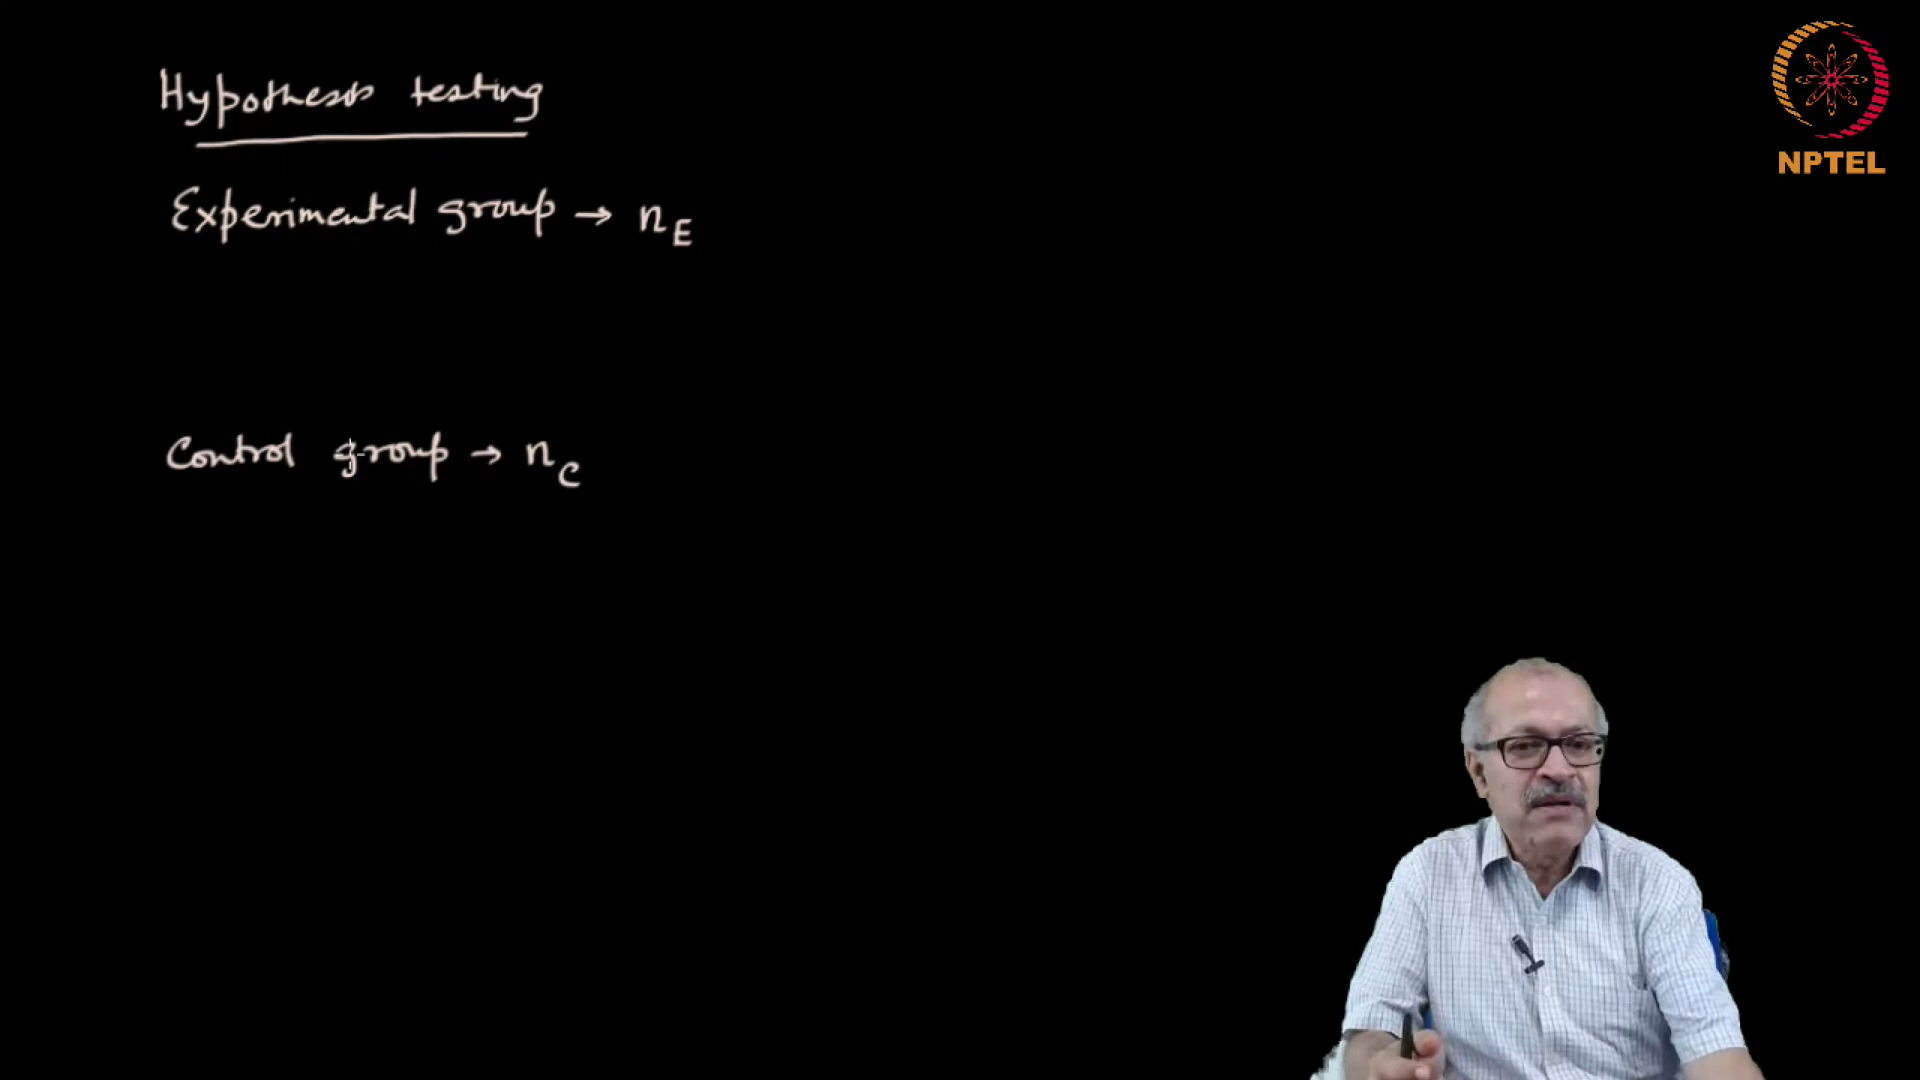 Hypothesis testing
NPTEL
Experimental group → n_E
Control group → n_C